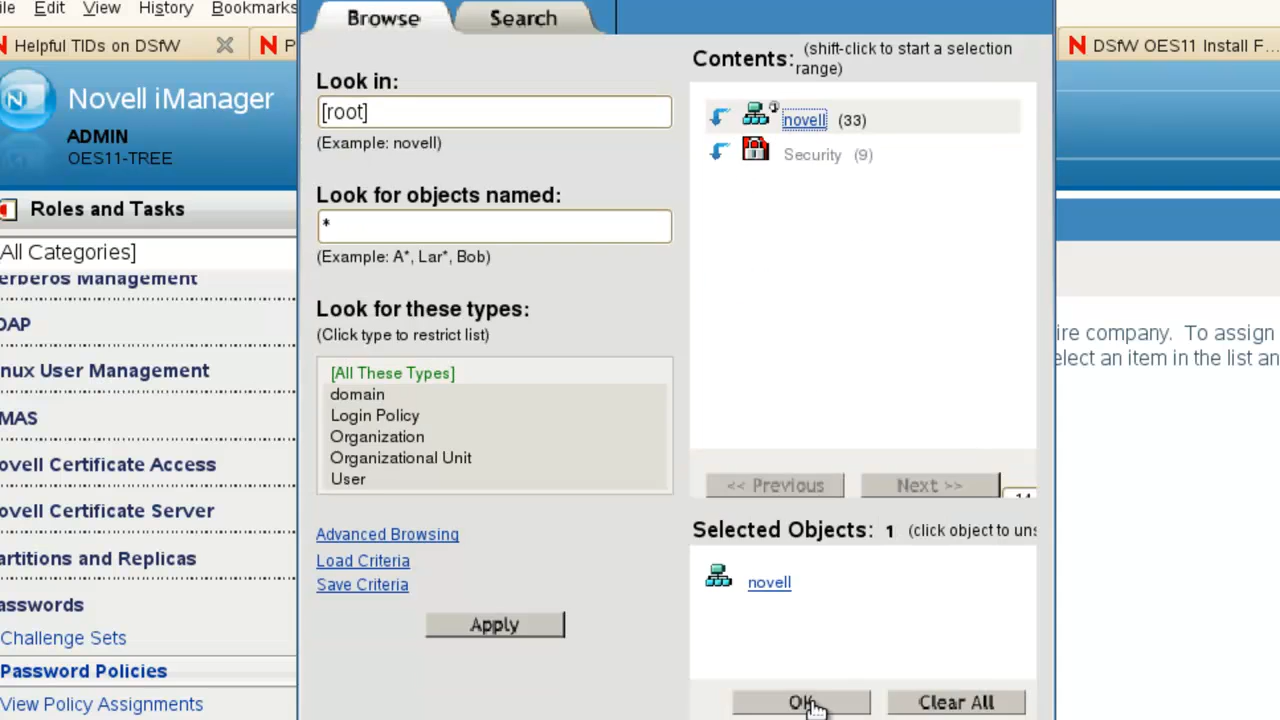 ile Edit View History Bookmarks
Helpful TIDs on DSfW
P
DSfW OES11 Install F...
Novell iManager
ADMIN
OES11-TREE
Roles and Tasks
All Categories]
erberos Management
DAP
nux User Management
MAS
ovell Certificate Access
ovell Certificate Server
artitions and Replicas
asswords
Challenge Sets
Password Policies
View Policy Assignments
Browse
Search
Look in:
[root]
(Example: novell)
Look for objects named:
*
(Example: A*, Lar*, Bob)
Look for these types:
(Click type to restrict list)
[All These Types]
domain
Login Policy
Organization
Organizational Unit
User
Advanced Browsing
Load Criteria
Save Criteria
Apply
Contents: (shift-click to start a selection
range)
novell (33)
Security (9)
<< Previous
Next >>
Selected Objects: 1 (click object to uns
novell
OK
Clear All
ire company. To assign
elect an item in the list an